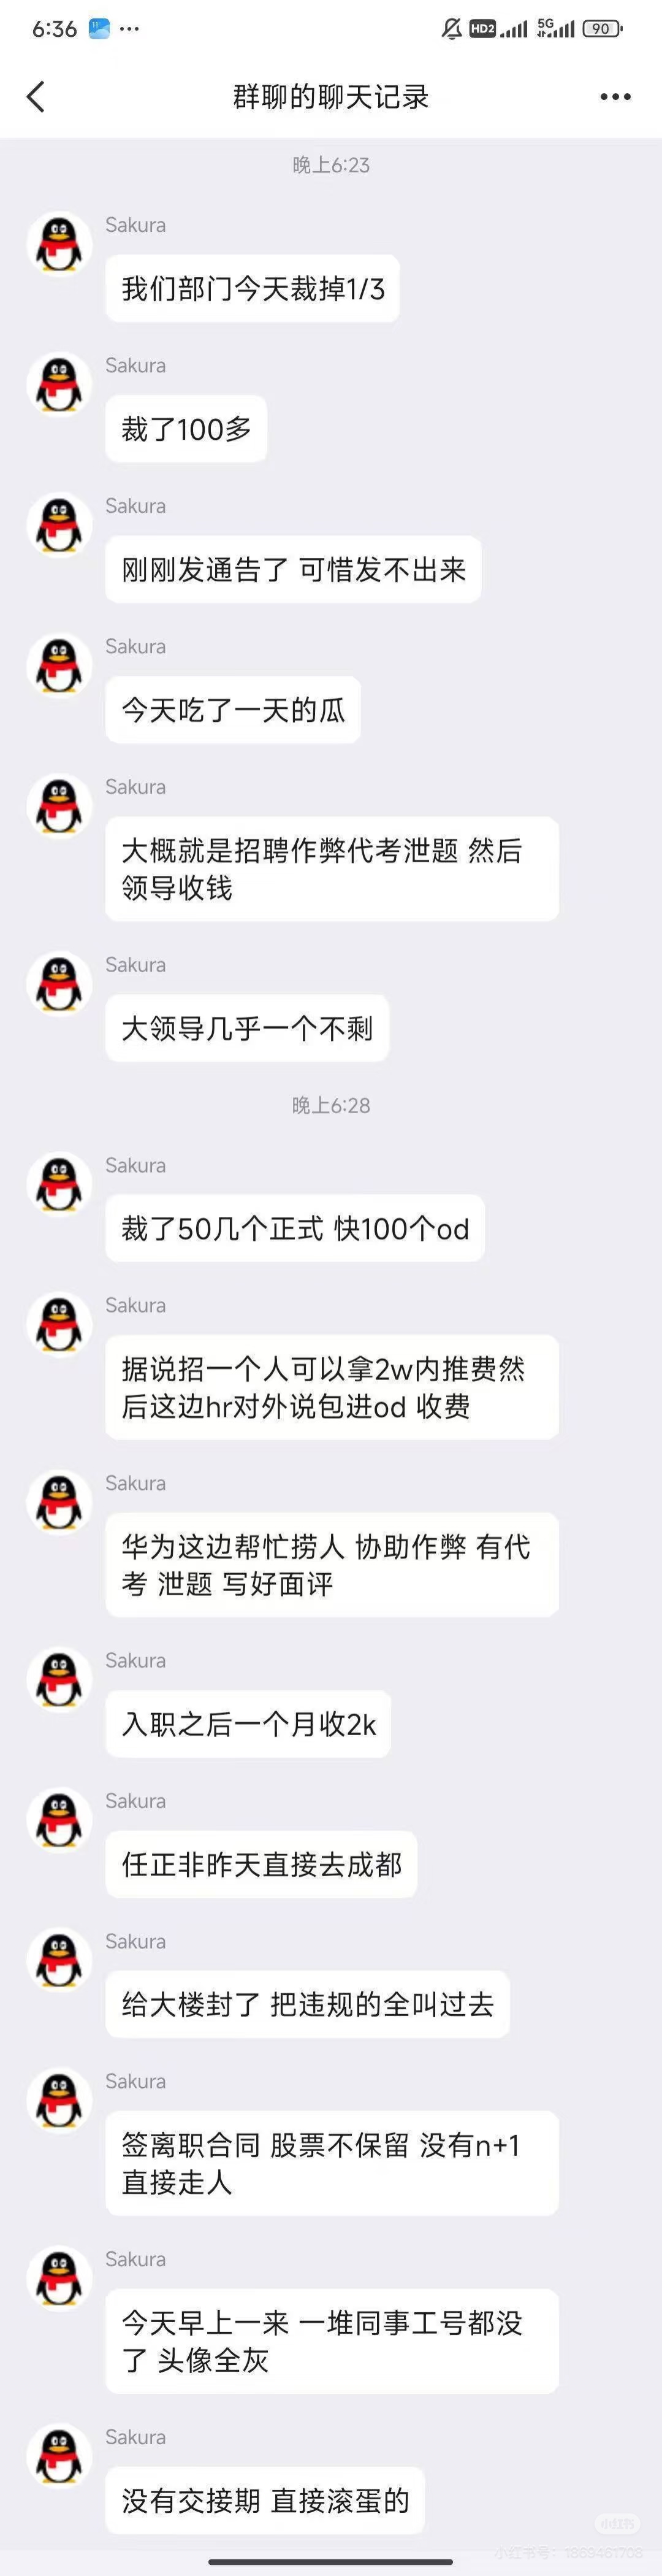 6:36
11
HD2
5G
90
群聊的聊天记录
晚上6:23
Sakura
我们部门今天裁掉1/3
Sakura
裁了100多
Sakura
刚刚发通告了 可惜发不出来
Sakura
今天吃了一天的瓜
Sakura
大概就是招聘作弊代考泄题 然后
领导收钱
Sakura
大领导几乎一个不剩
晚上6:28
Sakura
裁了50几个正式 快100个od
Sakura
据说招一个人可以拿2w内推费然
后这边hr对外说包进od 收费
Sakura
华为这边帮忙捞人 协助作弊 有代
考 泄题 写好面评
Sakura
入职之后一个月收2k
Sakura
任正非昨天直接去成都
Sakura
给大楼封了 把违规的全叫过去
Sakura
签离职合同 股票不保留 没有n+1
直接走人
Sakura
今天早上一来 一堆同事工号都没
了 头像全灰
Sakura
没有交接期 直接滚蛋的
小红书
小红书号：